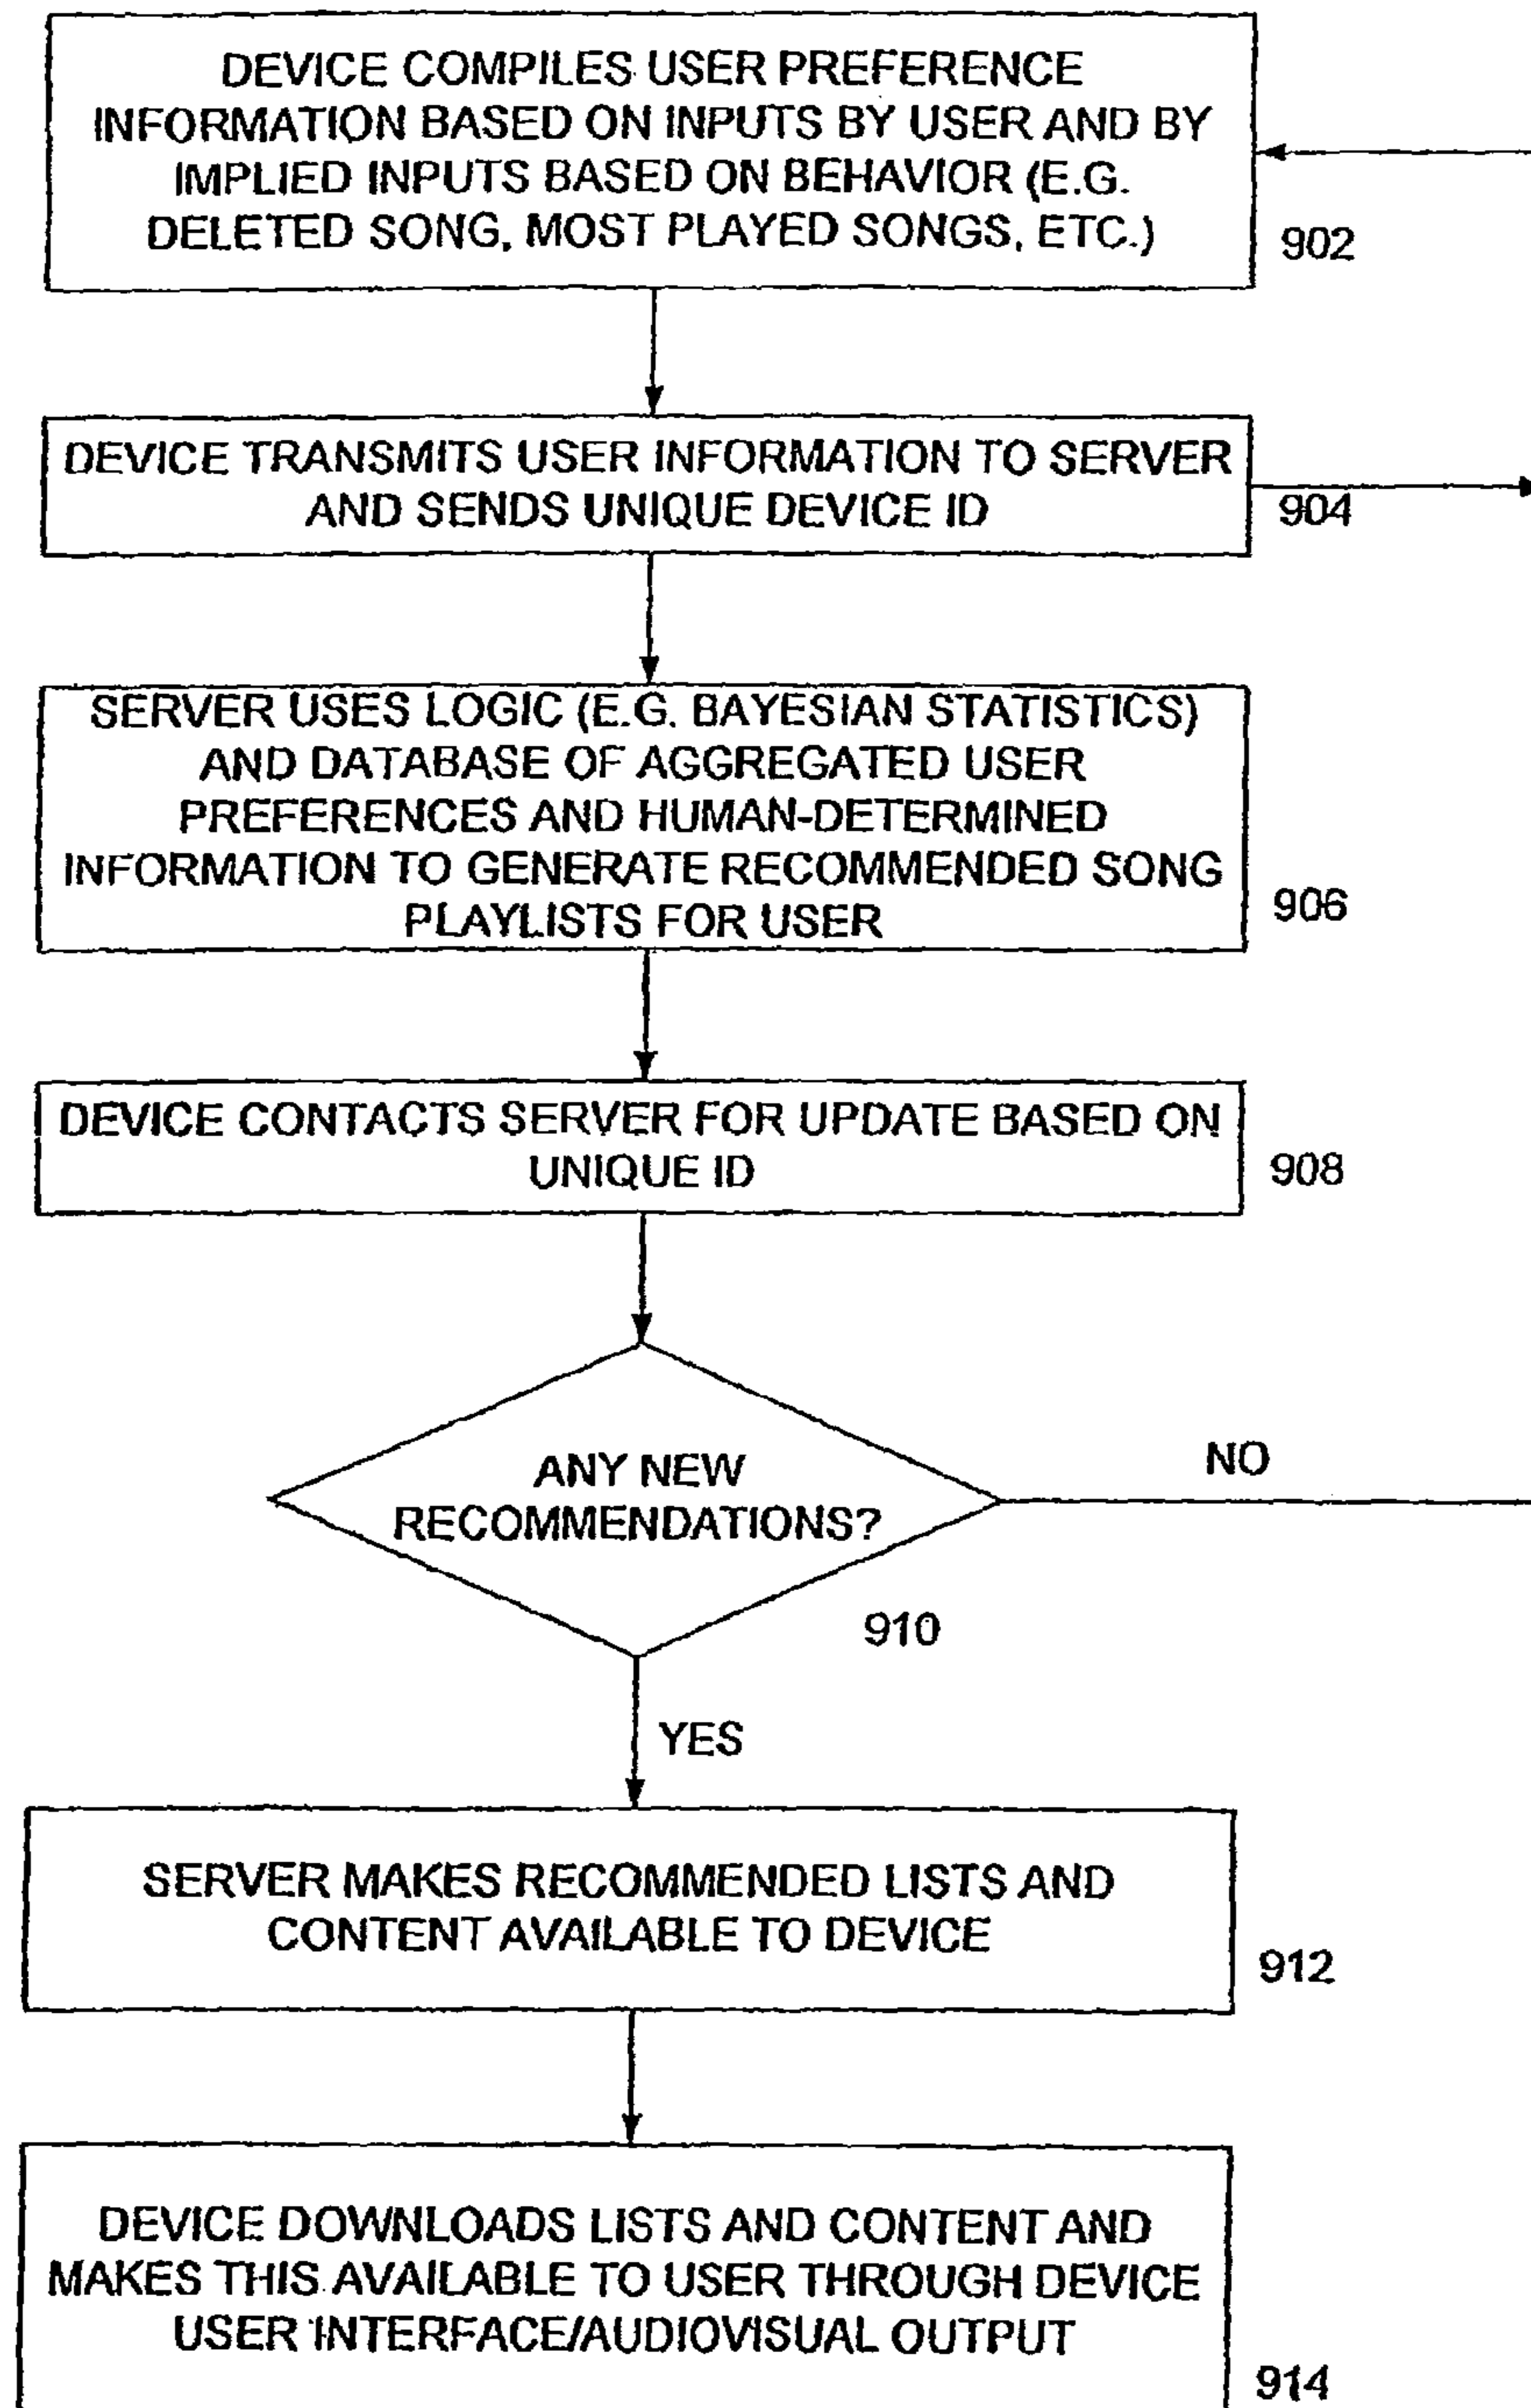 DEVICE COMPILES USER PREFERENCE
INFORMATION BASED ON INPUTS BY USER AND BY
IMPLIED INPUTS BASED ON BEHAVIOR (E.G.
DELETED SONG, MOST PLAYED SONGS, ETC.)
902
DEVICE TRANSMITS USER INFORMATION TO SERVER
AND SENDS UNIQUE DEVICE ID
904
SERVER USES LOGIC (E.G. BAYESIAN STATISTICS)
AND DATABASE OF AGGREGATED USER
PREFERENCES AND HUMAN-DETERMINED
INFORMATION TO GENERATE RECOMMENDED SONG
PLAYLISTS FOR USER
906
DEVICE CONTACTS SERVER FOR UPDATE BASED ON
UNIQUE ID
908
ANY NEW
RECOMMENDATIONS?
NO
910
YES
SERVER MAKES RECOMMENDED LISTS AND
CONTENT AVAILABLE TO DEVICE
912
DEVICE DOWNLOADS LISTS AND CONTENT AND
MAKES THIS AVAILABLE TO USER THROUGH DEVICE
USER INTERFACE/AUDIOVISUAL OUTPUT
914